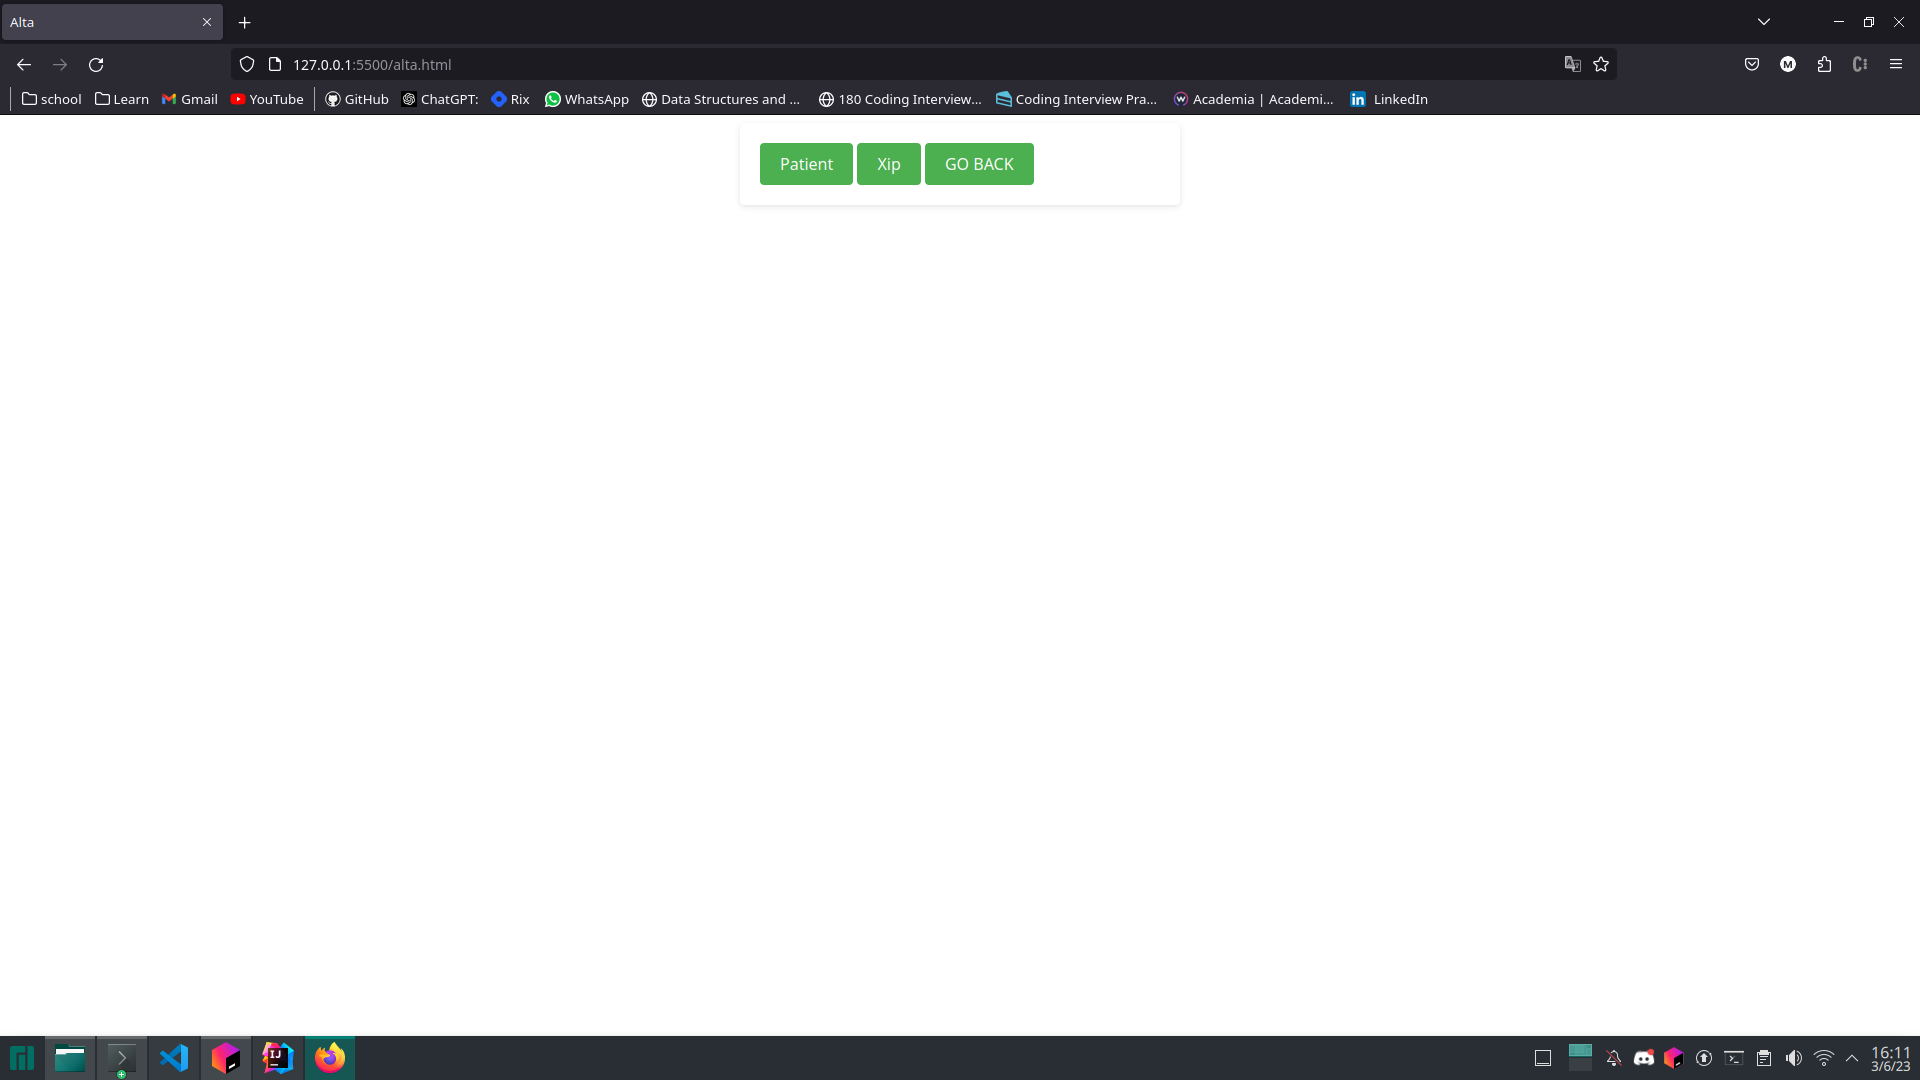 Alta
127.0.0.1:5500/alta.html
school Learn Gmail YouTube GitHub ChatGPT: Rix WhatsApp Data Structures and ... 180 Coding Interview... Coding Interview Pra... Academia | Academi... LinkedIn
Patient Xip GO BACK
16:11
3/6/23